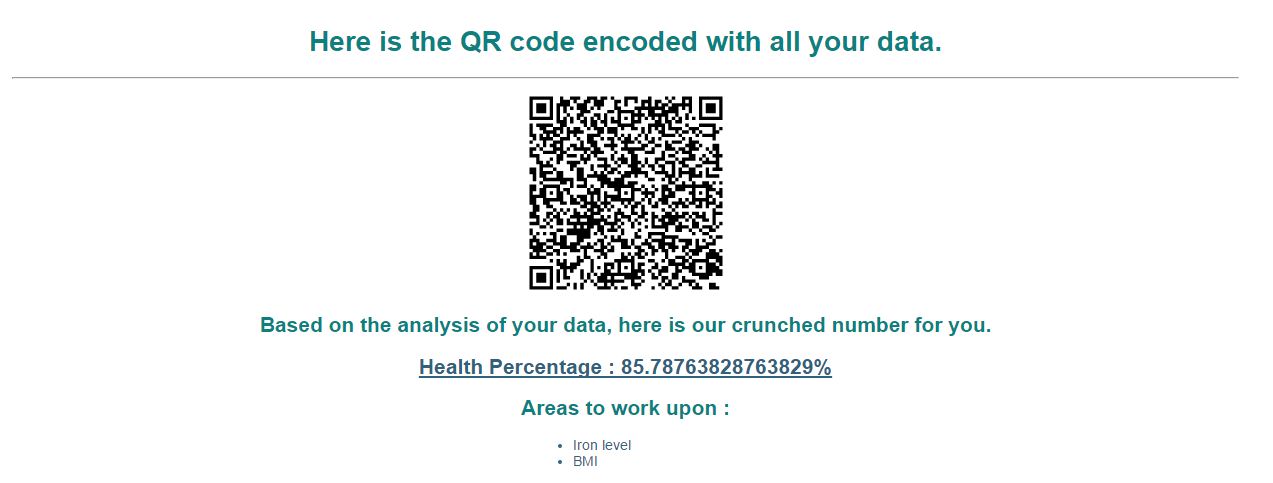 Here is the QR code encoded with all your data.
Based on the analysis of your data, here is our crunched number for you.
Health Percentage : 85.78763828763829%
Areas to work upon :
• Iron level
• BMI